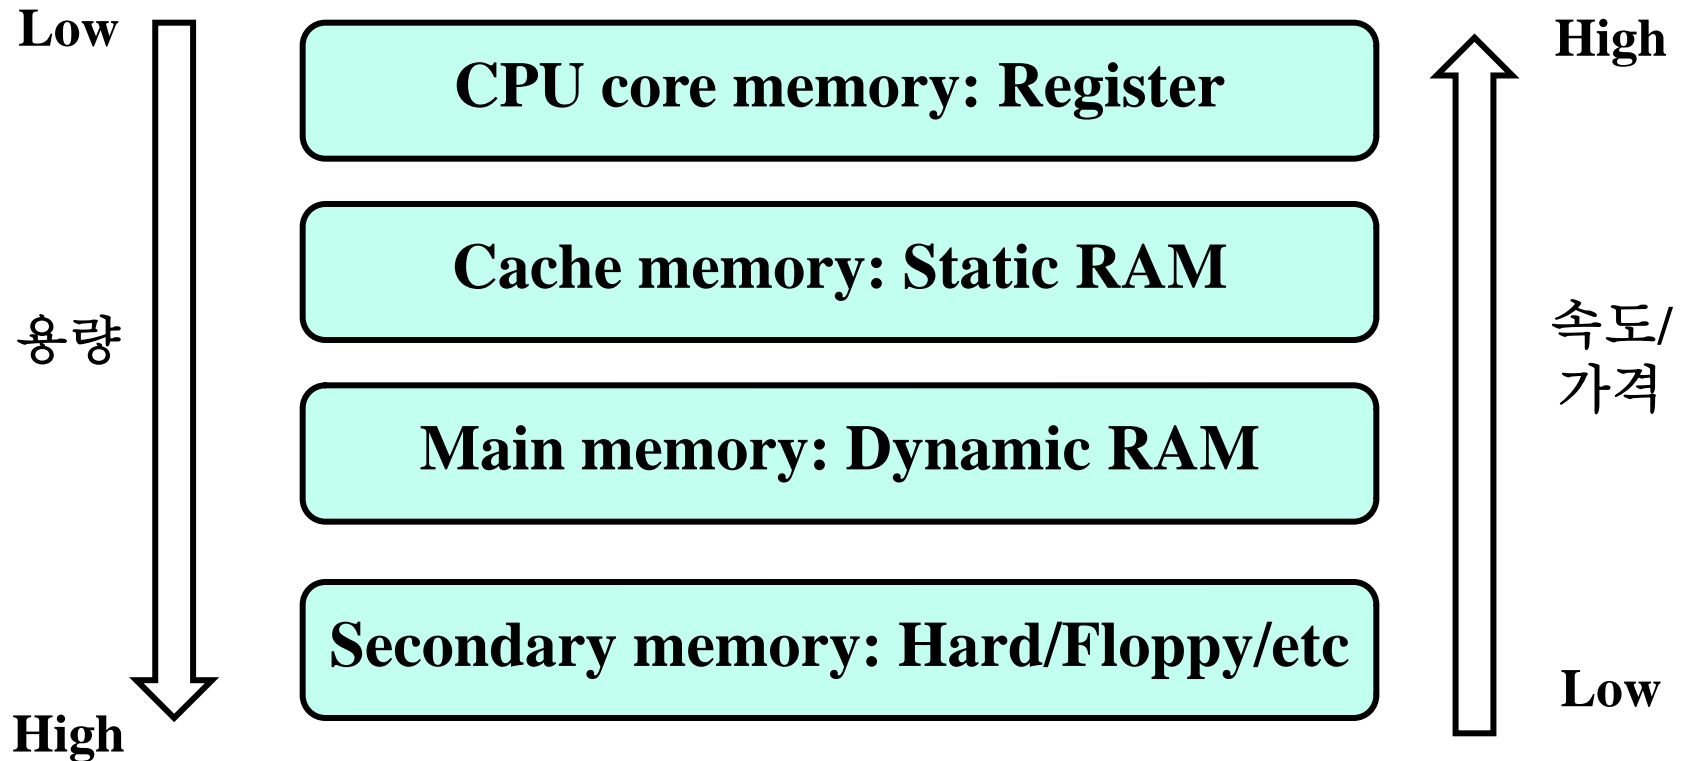 Low
High
CPU core memory: Register
Cache memory: Static RAM
용량
속도/
가격
Main memory: Dynamic RAM
Secondary memory: Hard/Floppy/etc
Low
High